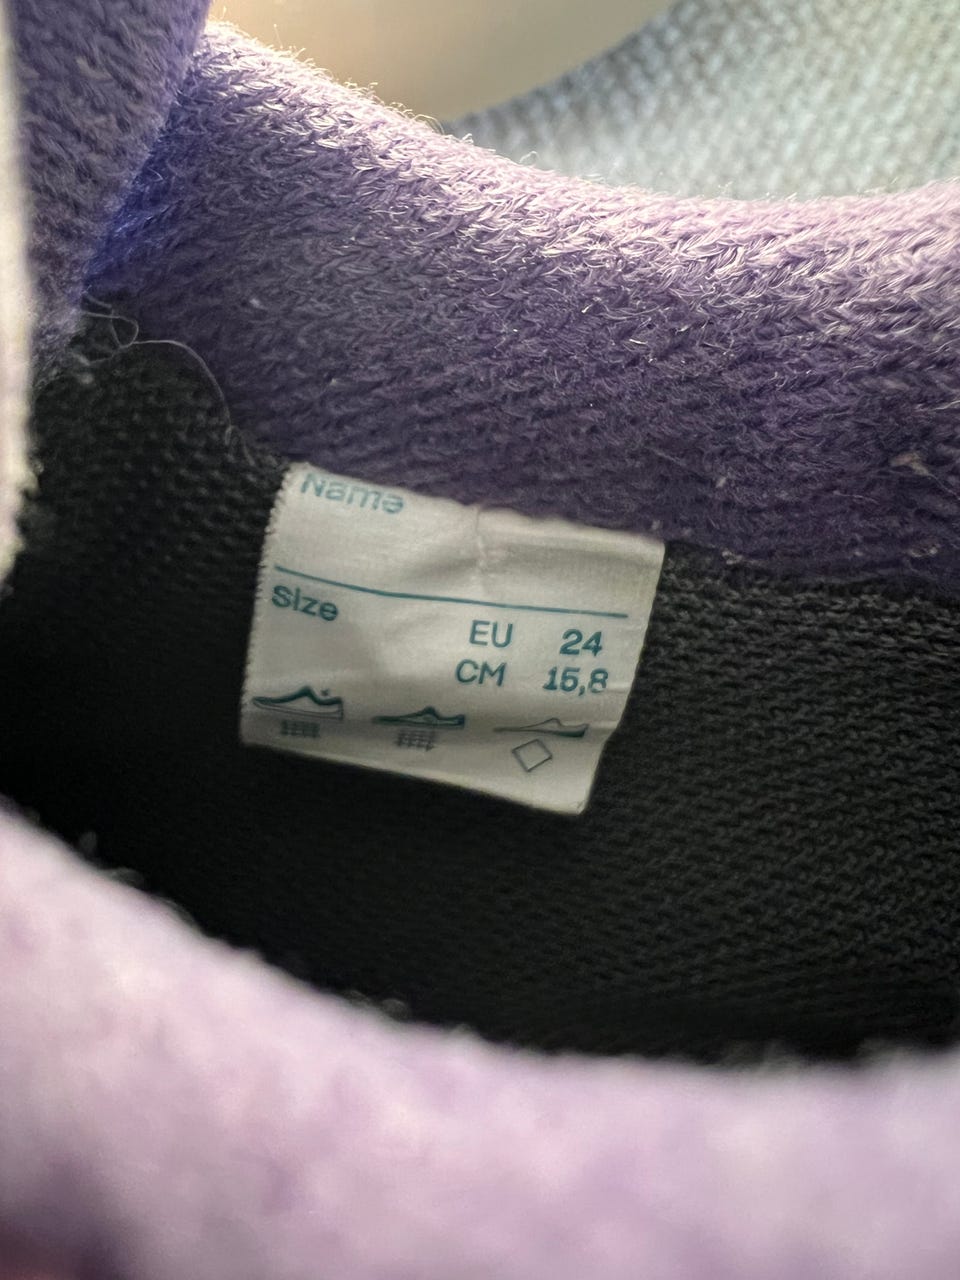 Name
Size
EU 24
CM 15,8